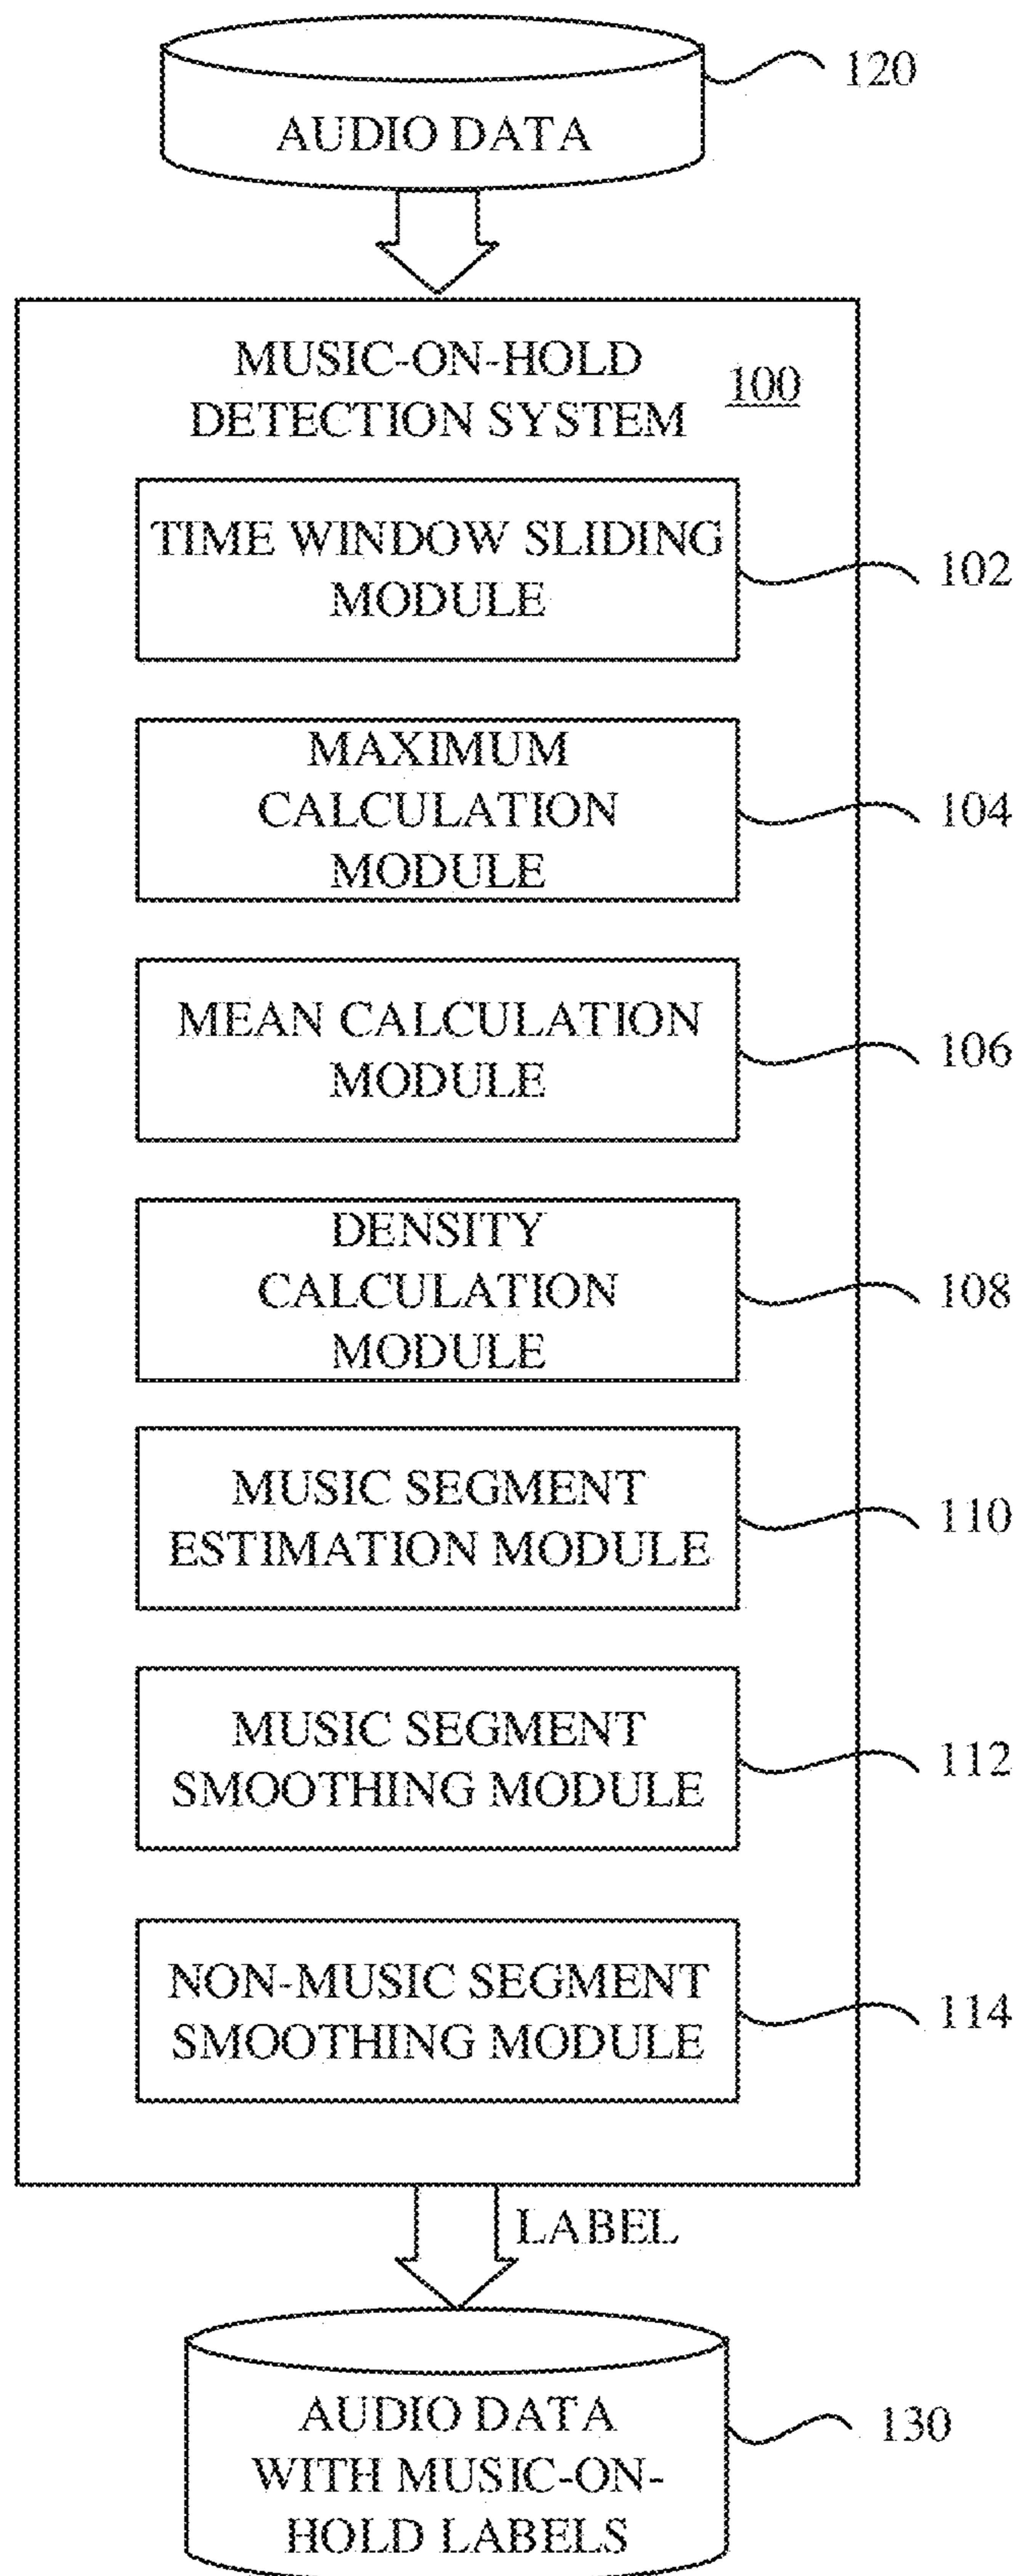 120
AUDIO DATA
MUSIC-ON-HOLD
DETECTION SYSTEM
100
TIME WINDOW SLIDING
MODULE
102
MAXIMUM
CALCULATION
MODULE
104
MEAN CALCULATION
MODULE
106
DENSITY
CALCULATION
MODULE
108
MUSIC SEGMENT
ESTIMATION MODULE
110
MUSIC SEGMENT
SMOOTHING MODULE
112
NON-MUSIC SEGMENT
SMOOTHING MODULE
114
LABEL
AUDIO DATA
WITH MUSIC-ON-
HOLD LABELS
130